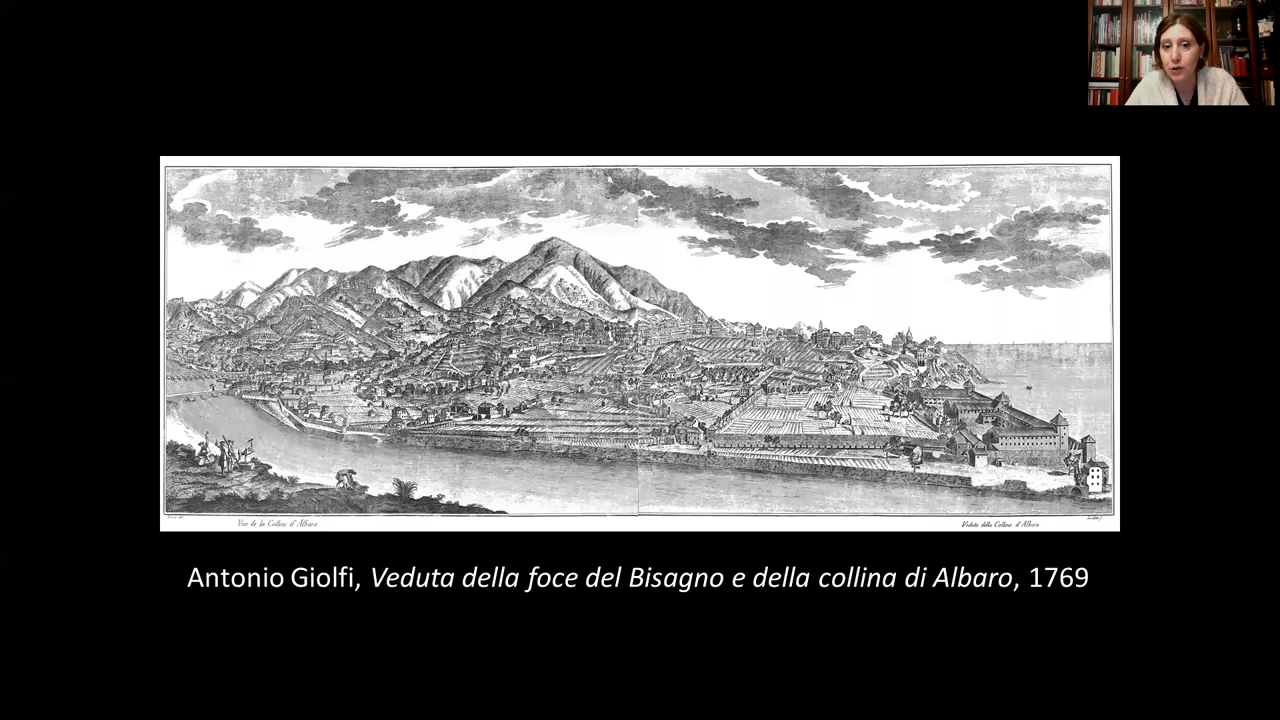 Vue de la Colline d'Albaro
Veduta della Collina d'Albaro
Antonio Giolfi, Veduta della foce del Bisagno e della collina di Albaro, 1769